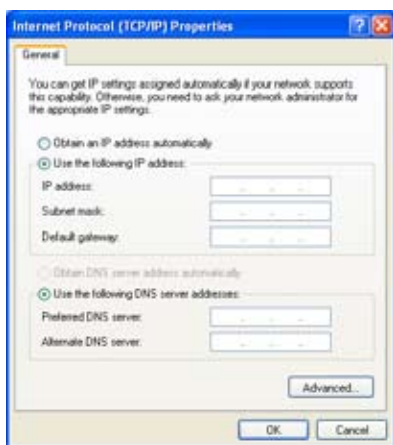 Internet Protocol (TCP/IP) Properties
General
You can get IP settings assigned automatically if your network supports
this capability. Otherwise, you need to ask your network administrator for
the appropriate IP settings.
Obtain an IP address automatically
Use the following IP address:
IP address:
Subnet mask:
Default gateway:
Obtain DNS server address automatically
Use the following DNS server addresses:
Preferred DNS server:
Alternate DNS server:
Advanced...
OK
Cancel